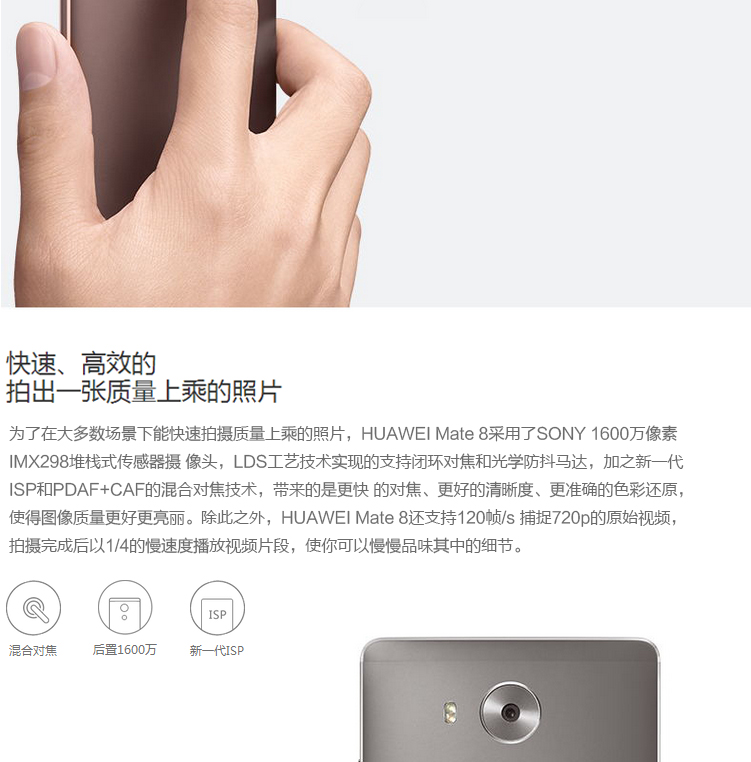 快速、高效的
拍出一张质量上乘的照片
为了在大多数场景下能快速拍摄质量上乘的照片，HUAWEI Mate 8采用了SONY 1600万像素
IMX298堆栈式传感器摄 像头，LDS工艺技术实现的支持闭环对焦和光学防抖马达，加之新一代
ISP和PDAF+CAF的混合对焦技术，带来的是更快 的对焦、更好的清晰度、更准确的色彩还原，
使得图像质量更好更亮丽。除此之外，HUAWEI Mate 8还支持120帧/s 捕捉720p的原始视频，
拍摄完成后以1/4的慢速度播放视频片段，使你可以慢慢品味其中的细节。
ISP
混合对焦 后置1600万 新一代ISP